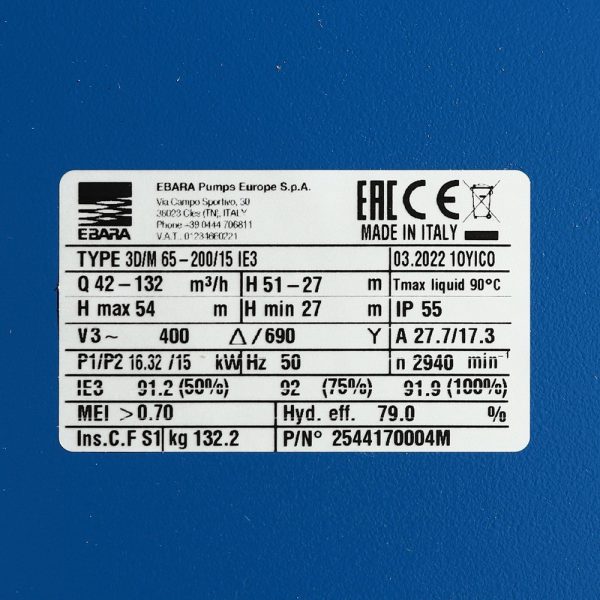 EBARA
EBARA Pumps Europe S.p.A.
Via Campo Sportivo, 30
38023 Cles (TN), ITALY
Phone +39 0444 706811
V.A.T.
EAC CE
MADE IN ITALY
TYPE 3D/M 65-200/15 IE3 03.2022 10YICO
Q 42-132 m³/h H 51-27 m Tmax liquid 90°C
H max 54 m H min 27 m IP 55
V3~ 400 Δ/690 Y A 27.7/17.3
P1/P2 16.32/15 kW Hz 50 n 2940 min⁻¹
IE3 91.2 (50%) 92 (75%) 91.9 (100%)
MEI >0.70 Hyd. eff. 79.0 %
Ins.C.F S1 kg 132.2 P/N° 2544170004M